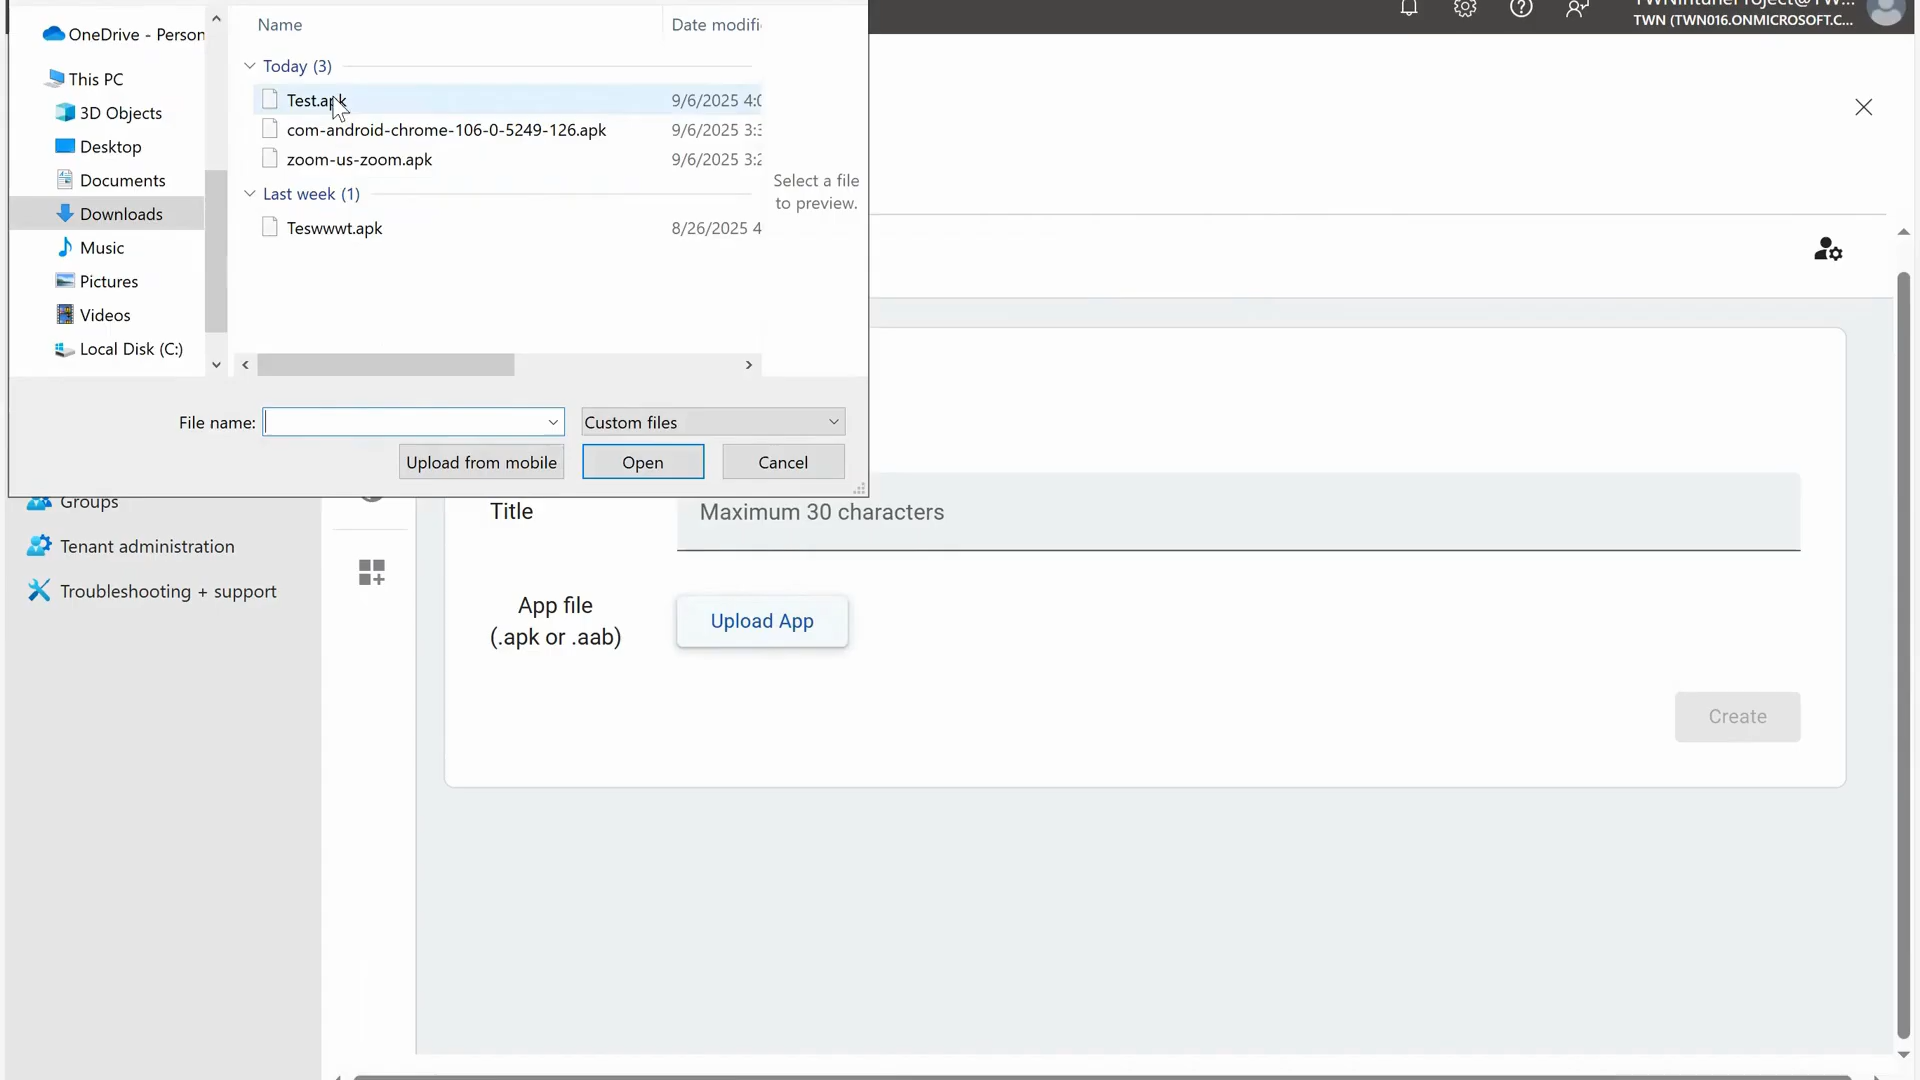 TWN (TWN016.ONMICROSOFT.C...
OneDrive - Person
This PC
3D Objects
Desktop
Documents
Downloads
Music
Pictures
Videos
Local Disk (C:)
Name
Date modifi
Today (3)
Test.apk
9/6/2025 4:0
com-android-chrome-106-0-5249-126.apk
9/6/2025 3:3
zoom-us-zoom.apk
9/6/2025 3:2
Last week (1)
Teswwwt.apk
8/26/2025 4
Select a file
to preview.
File name:
Custom files
Upload from mobile
Open
Cancel
Groups
Tenant administration
Troubleshooting + support
Title
Maximum 30 characters
App file
(.apk or .aab)
Upload App
Create